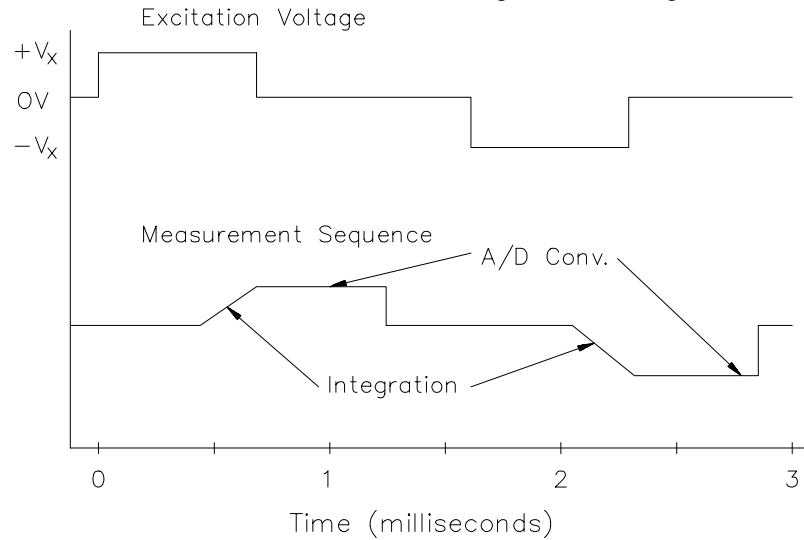 Excitation Voltage
+Vx
0V
−Vx
Measurement Sequence
A/D Conv.
Integration
0 1 2 3
Time (milliseconds)